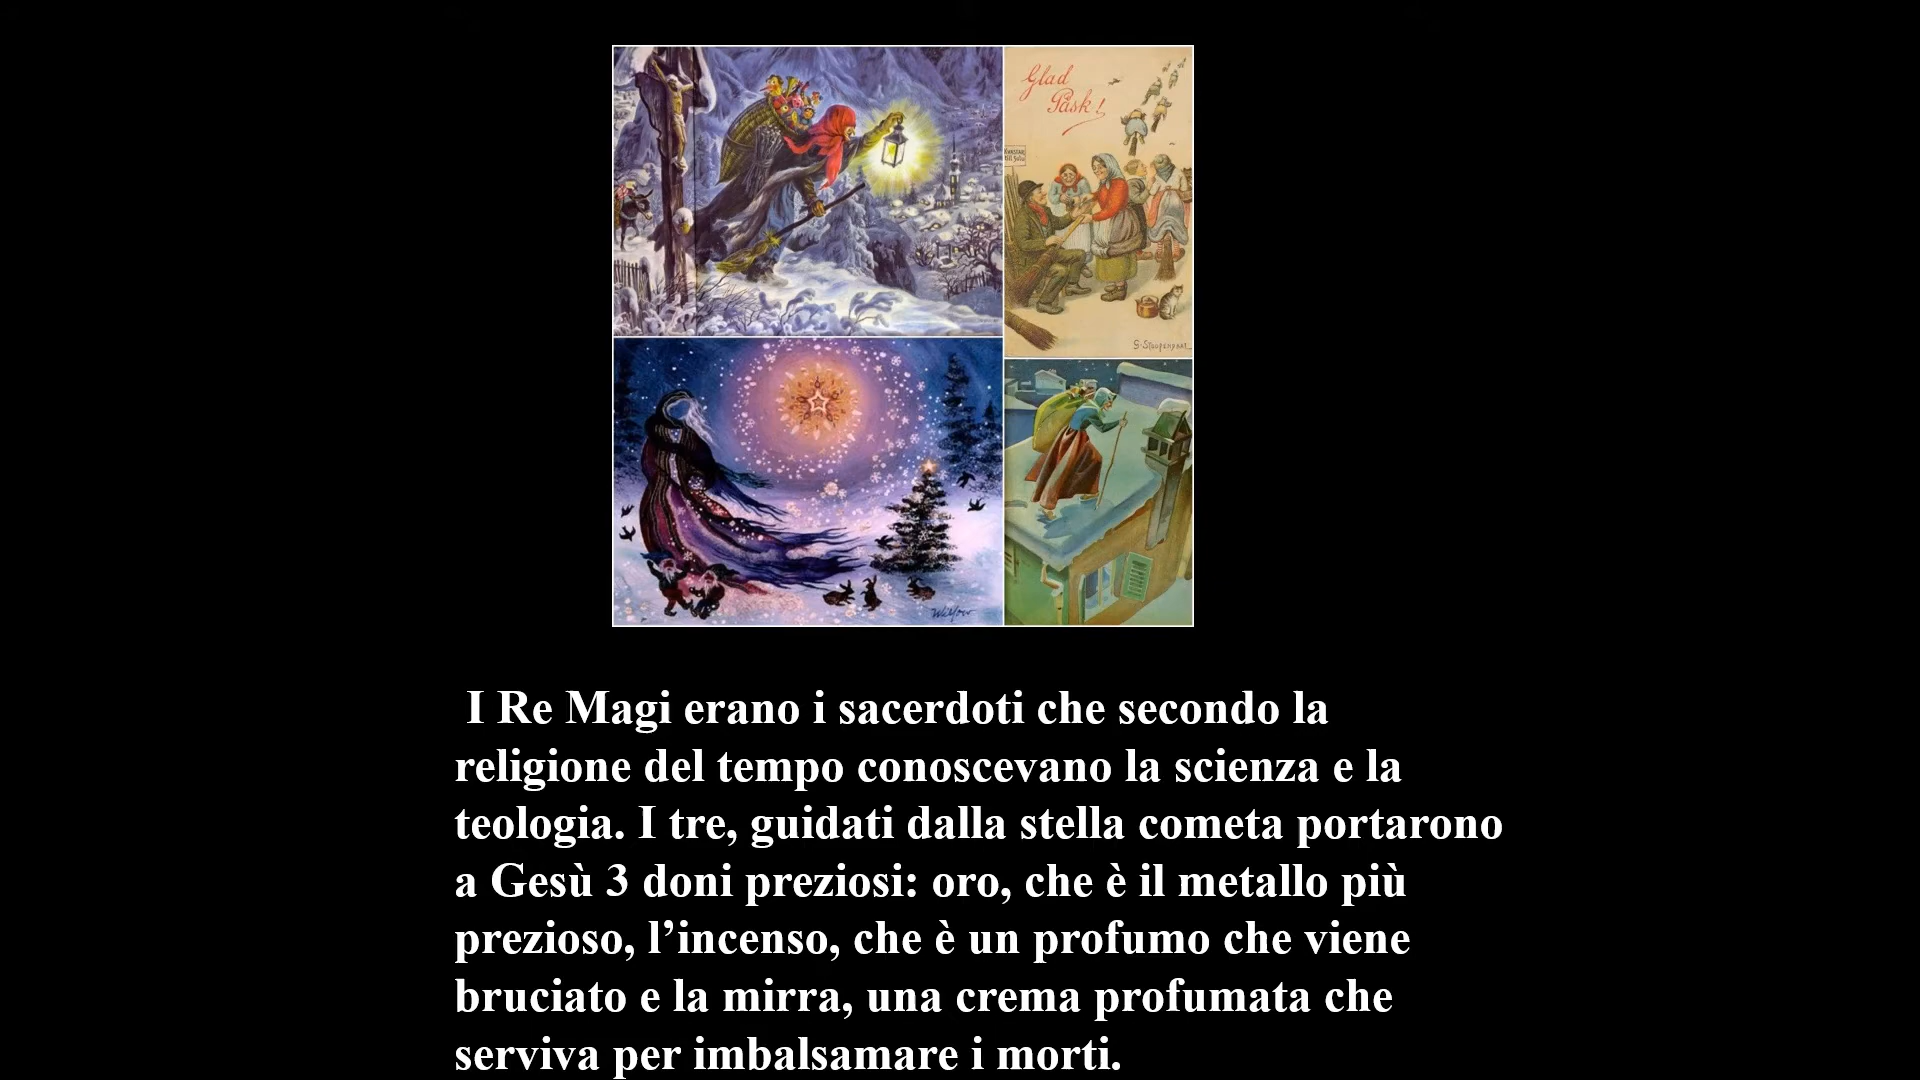 Glad
Påsk!
G. Stoopendaal
I Re Magi erano i sacerdoti che secondo la
religione del tempo conoscevano la scienza e la
teologia. I tre, guidati dalla stella cometa portarono
a Gesù 3 doni preziosi: oro, che è il metallo più
prezioso, l’incenso, che è un profumo che viene
bruciato e la mirra, una crema profumata che
serviva per imbalsamare i morti.